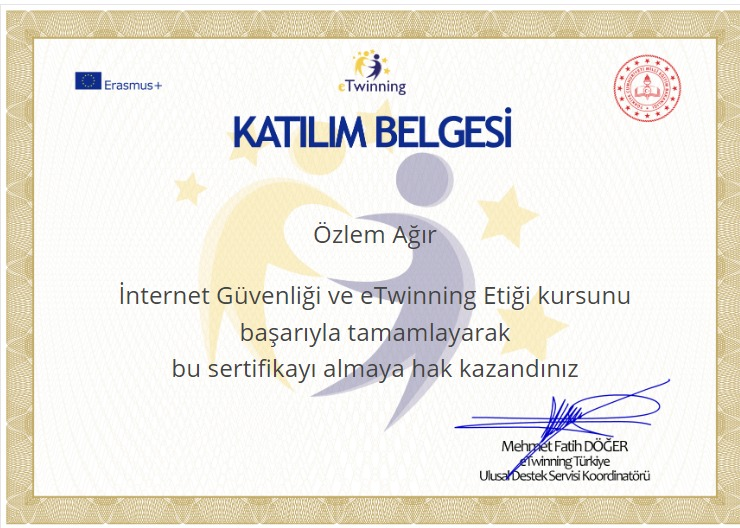 Erasmus+
eTwinning
KATILIM BELGESİ
Özlem Ağır
İnternet Güvenliği ve eTwinning Etiği kursunu
başarıyla tamamlayarak
bu sertifikayı almaya hak kazandınız
Mehmet Fatih DÖĞER
eTwinning Türkiye
Ulusal Destek Servisi Koordinatörü